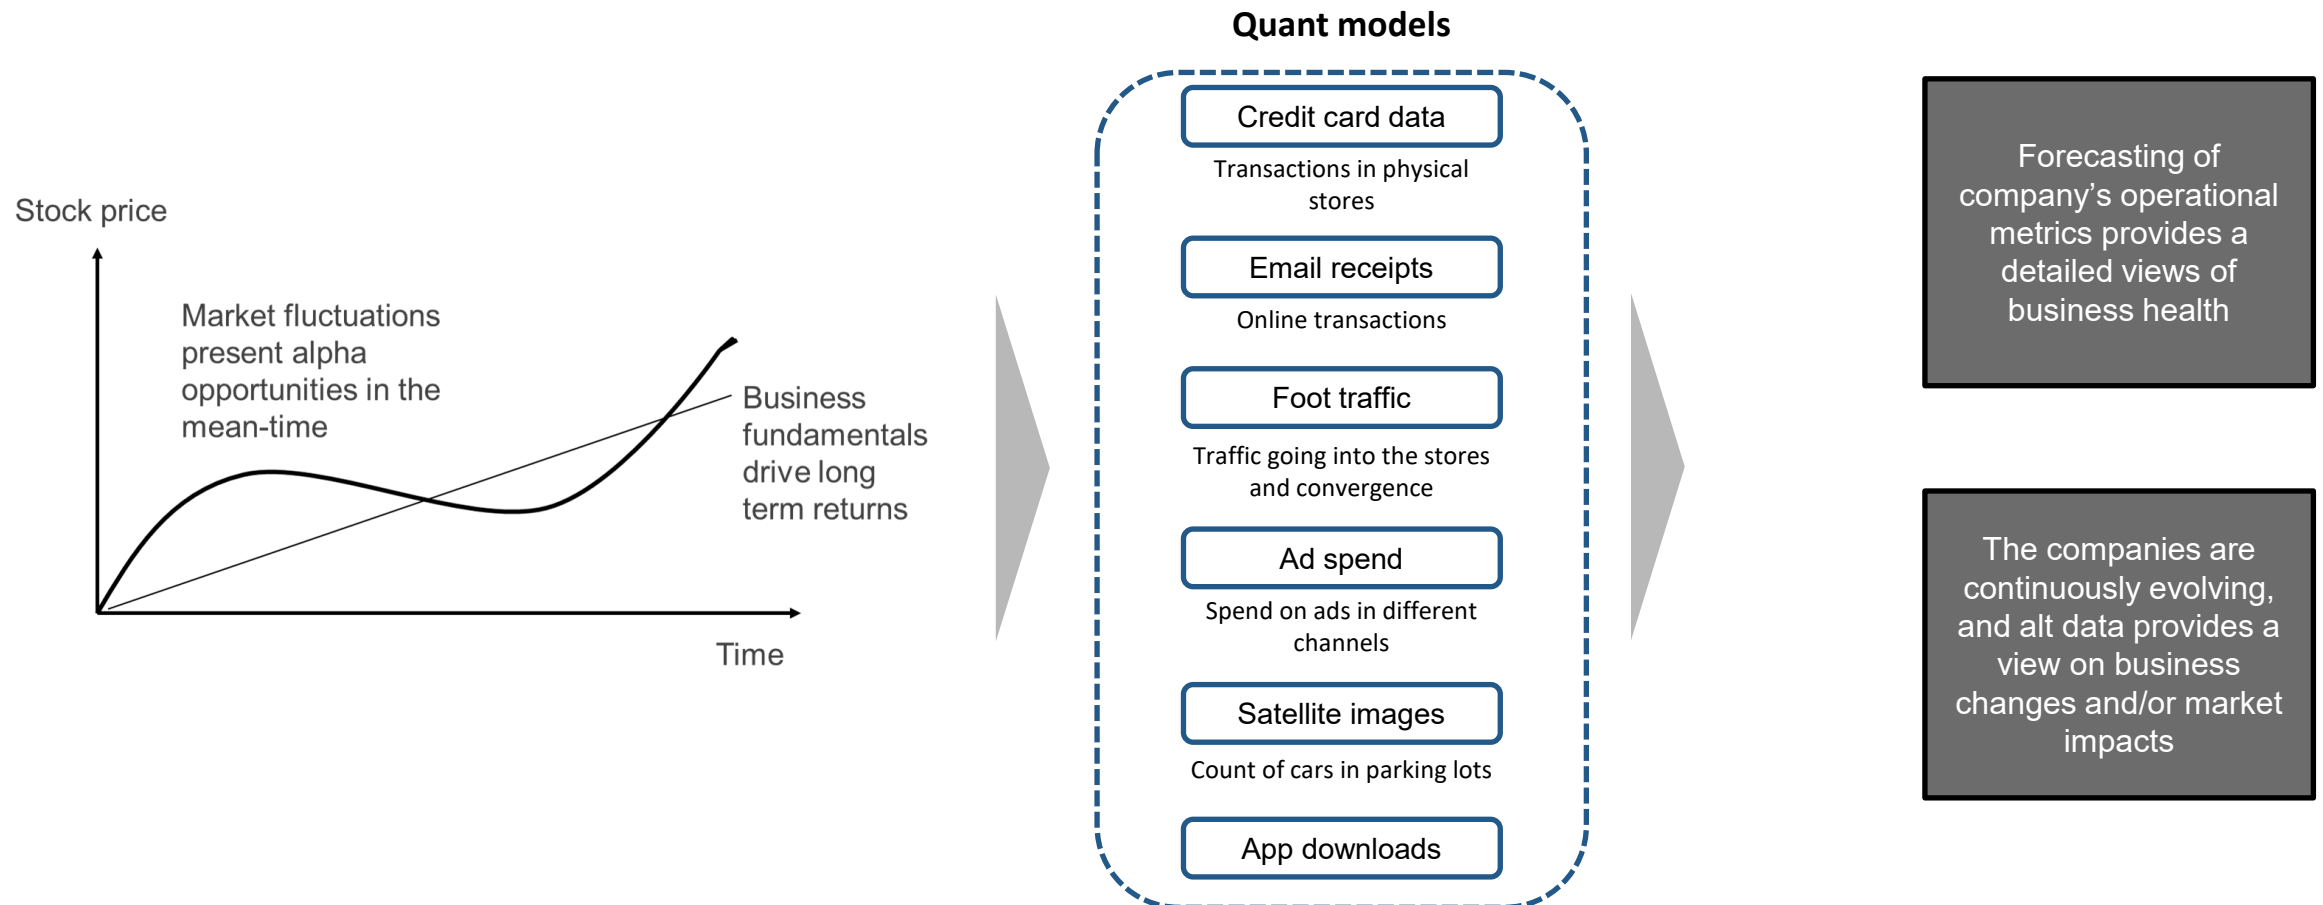 Quant models
Stock price
Market fluctuations
present alpha
opportunities in the
mean-time
Business
fundamentals
drive long
term returns
Time
Credit card data
Transactions in physical
stores
Email receipts
Online transactions
Foot traffic
Traffic going into the stores
and convergence
Ad spend
Spend on ads in different
channels
Satellite images
Count of cars in parking lots
App downloads
Forecasting of
company’s operational
metrics provides a
detailed views of
business health
The companies are
continuously evolving,
and alt data provides a
view on business
changes and/or market
impacts